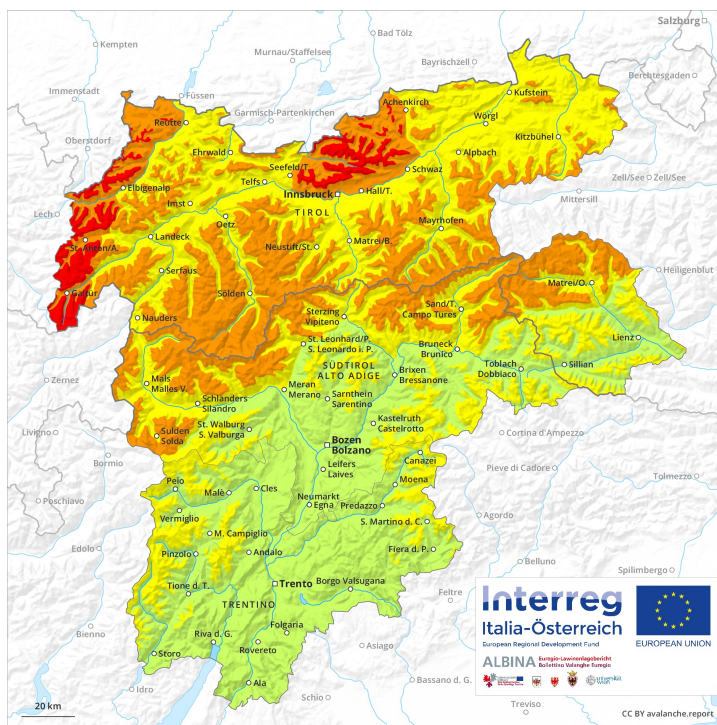 Salzburg
Bad Tölz
Kempten
Murnau/Staffelsee
Bayrischzell
Berchtesgaden
Immenstadt
Füssen
Garmisch-Partenkirchen
Achenkirch
Kufstein
Oberstdorf
Reutte
Wörgl
Kitzbühel
Ehrwald
Seefeld/T.
Alpbach
Schwaz
Telfs
Zell/See
Zell/See
Elbigenalp
Innsbruck
Hall/T.
Mittersill
Lech
Imst
TIROL
Oetz
Mayrhofen
St. Anton/A.
Landeck
Neustift/St.
Matrei/B.
Serfaus
Heiligenblut
Galtür
Sölden
Matrei/O.
Nauders
Sterzing
Vipiteno
Sand/T.
Campo Tures
St. Leonhard/P.
S. Leonardo i. P.
Bruneck
Brunico
Lienz
Zernez
SÜDTIROL
ALTO ADIGE
Brixen
Bressanone
Toblach
Dobbiaco
Sillian
Mals
Malles V.
Meran
Merano
Sarnthein
Sarentino
Schlanders
Silandro
St. Walburg
S. Valburga
Kastelruth
Castelrotto
Sulden
Solda
Cortina d'Ampezzo
Livigno
Bozen
Bolzano
Bormio
Canazei
Leifers
Laives
Pieve di Cadore
Tolmezzo
Peio
Moena
Poschiavo
Malè
Cles
Neumarkt
Egna
Predazzo
Vermiglio
Agordo
S. Martino d. C.
M. Campiglio
Edolo
Pinzolo
Andalo
Fiera d. P.
Belluno
Spilimbergo
Tione d. T.
Trento
Borgo Valsugana
Feltre
TRENTINO
Folgaria
Bienno
Riva d. G.
Rovereto
Asiago
Storo
Idro
Ala
Schio
Bassano d. G.
Treviso
20 km
Interreg
Italia-Österreich
European Regional Development Fund
EUROPEAN UNION
ALBINA
Euregio-Lawinenlagebericht
Bollettino Valanghe Euregio
universität
wien
CC BY avalanche.report